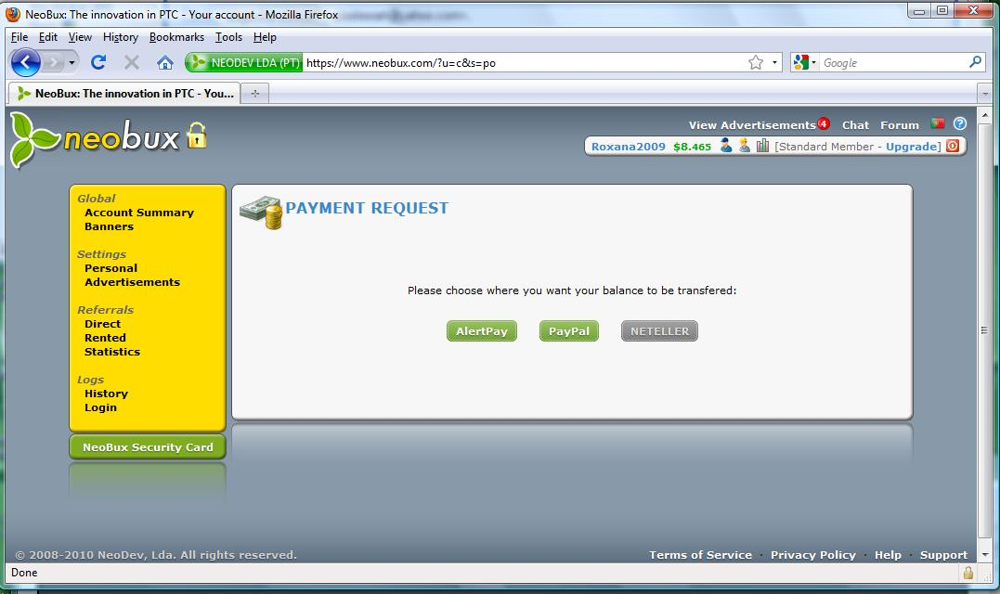 NeoBux: The innovation in PTC - Your account - Mozilla Firefox
File Edit View History Bookmarks Tools Help
NEODEV LDA (PT) https://www.neobux.com/?u=c&s=po Google
NeoBux: The innovation in PTC - You...
neobux
View Advertisements 4 Chat Forum
Roxana2009 $8.465 [Standard Member - Upgrade]
Global
Account Summary
Banners
Settings
Personal
Advertisements
Referrals
Direct
Rented
Statistics
Logs
History
Login
NeoBux Security Card
PAYMENT REQUEST
Please choose where you want your balance to be transfered:
AlertPay PayPal NETELLER
© 2008-2010 NeoDev, Lda. All rights reserved.
Terms of Service · Privacy Policy · Help · Support
Done